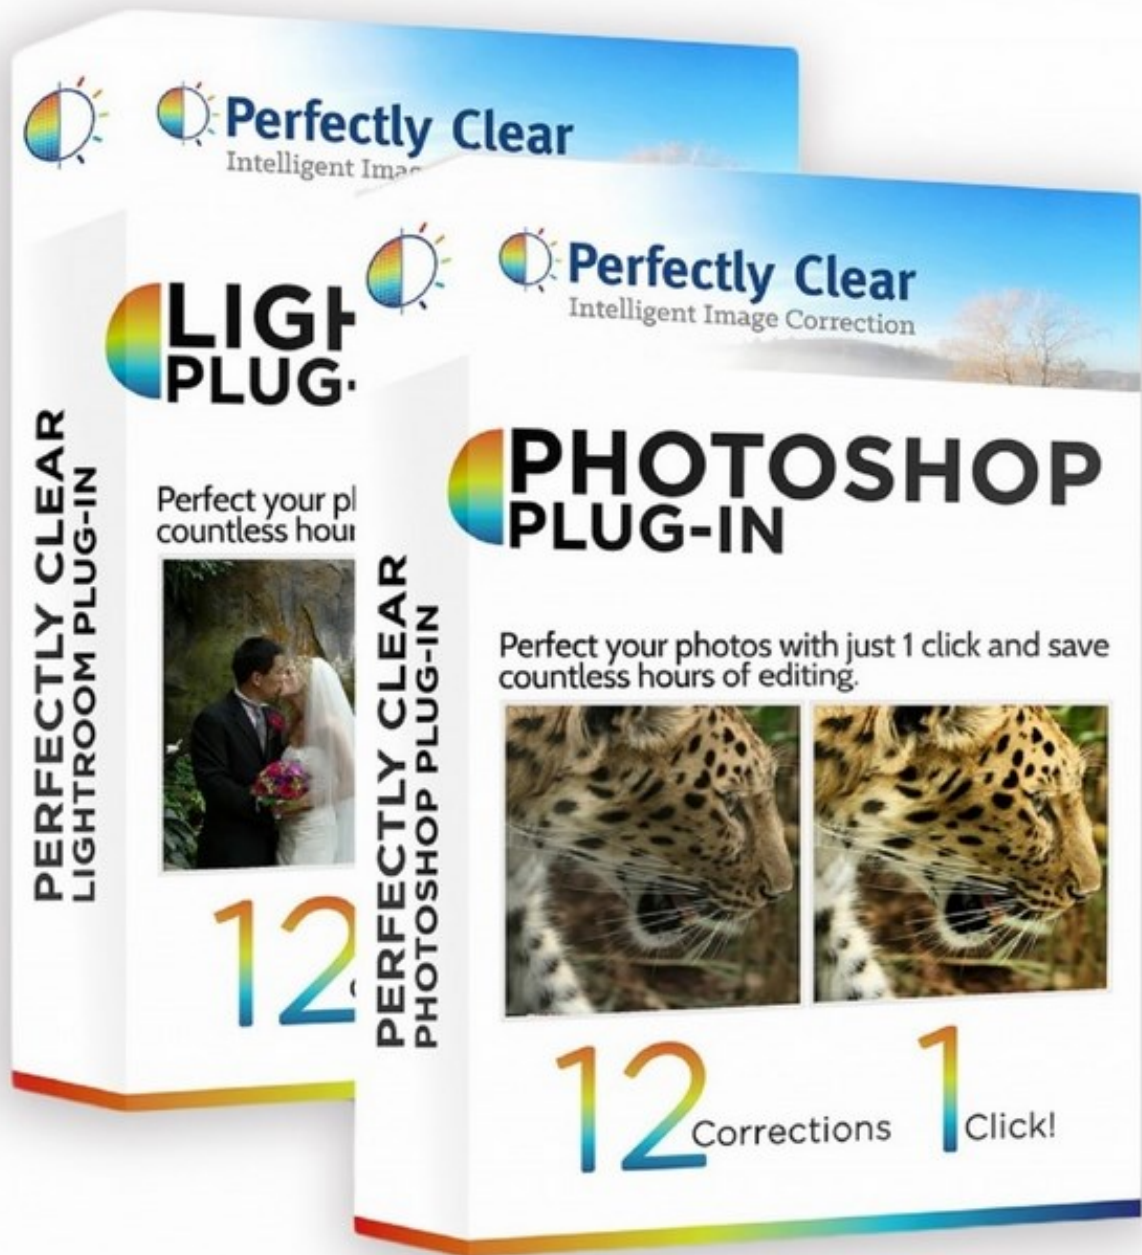 Perfectly Clear
Intelligent Imag
LIGH
PLUG-
Perfect your pl
countless hour
12
PERFECTLY CLEAR
LIGHTROOM PLUG-IN
Perfectly Clear
Intelligent Image Correction
PHOTOSHOP
PLUG-IN
Perfect your photos with just 1 click and save
countless hours of editing.
12 Corrections 1 Click!
PERFECTLY CLEAR
PHOTOSHOP PLUG-IN